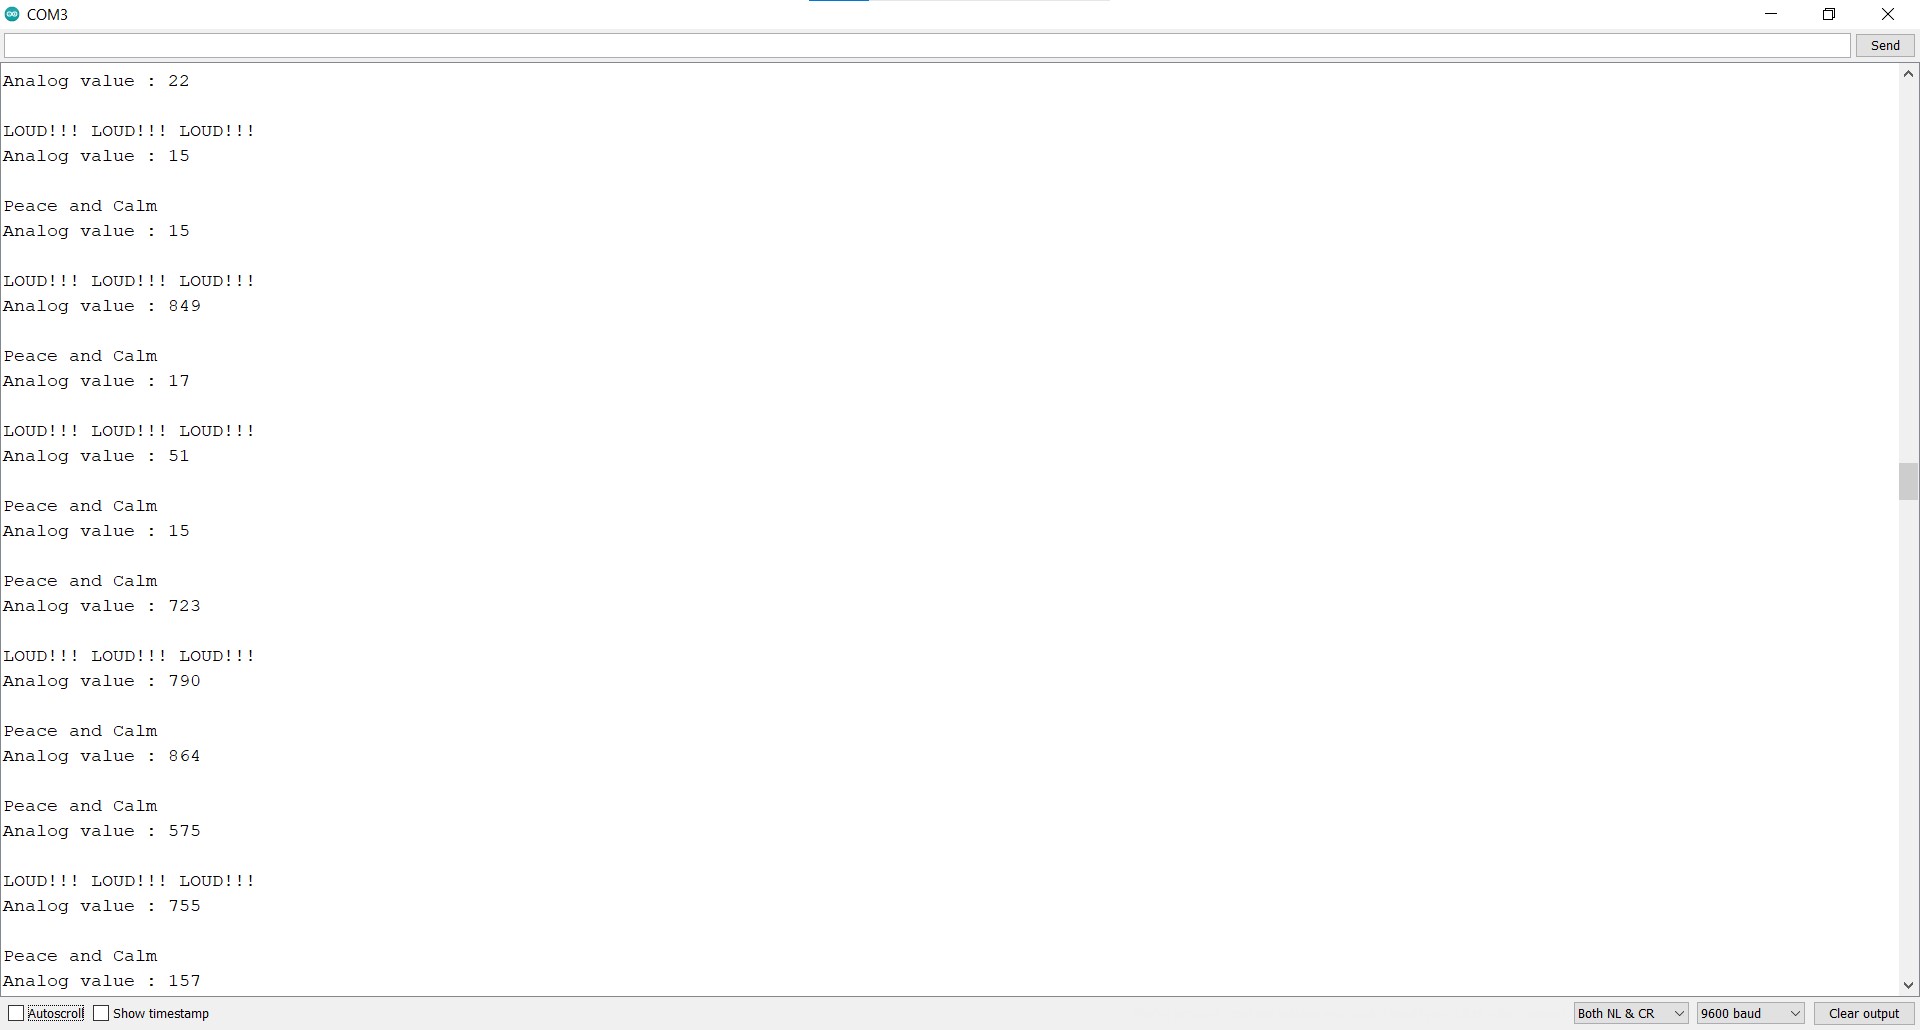 COM3
Send
Analog value : 22
LOUD!!! LOUD!!! LOUD!!!
Analog value : 15
Peace and Calm
Analog value : 15
LOUD!!! LOUD!!! LOUD!!!
Analog value : 849
Peace and Calm
Analog value : 17
LOUD!!! LOUD!!! LOUD!!!
Analog value : 51
Peace and Calm
Analog value : 15
Peace and Calm
Analog value : 723
LOUD!!! LOUD!!! LOUD!!!
Analog value : 790
Peace and Calm
Analog value : 864
Peace and Calm
Analog value : 575
LOUD!!! LOUD!!! LOUD!!!
Analog value : 755
Peace and Calm
Analog value : 157
Autoscroll Show timestamp Both NL & CR 9600 baud Clear output